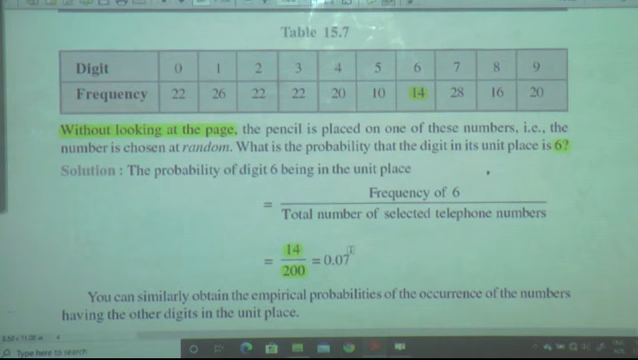 Table 15.7
Digit 0 1 2 3 4 5 6 7 8 9
Frequency 22 26 22 22 20 10 14 28 16 20
Without looking at the page, the pencil is placed on one of these numbers, i.e., the
number is chosen at random. What is the probability that the digit in its unit place is 6?
Solution : The probability of digit 6 being in the unit place
= Frequency of 6
Total number of selected telephone numbers
= 14
200 = 0.07
You can similarly obtain the empirical probabilities of the occurrence of the numbers
having the other digits in the unit place.
Type here to search